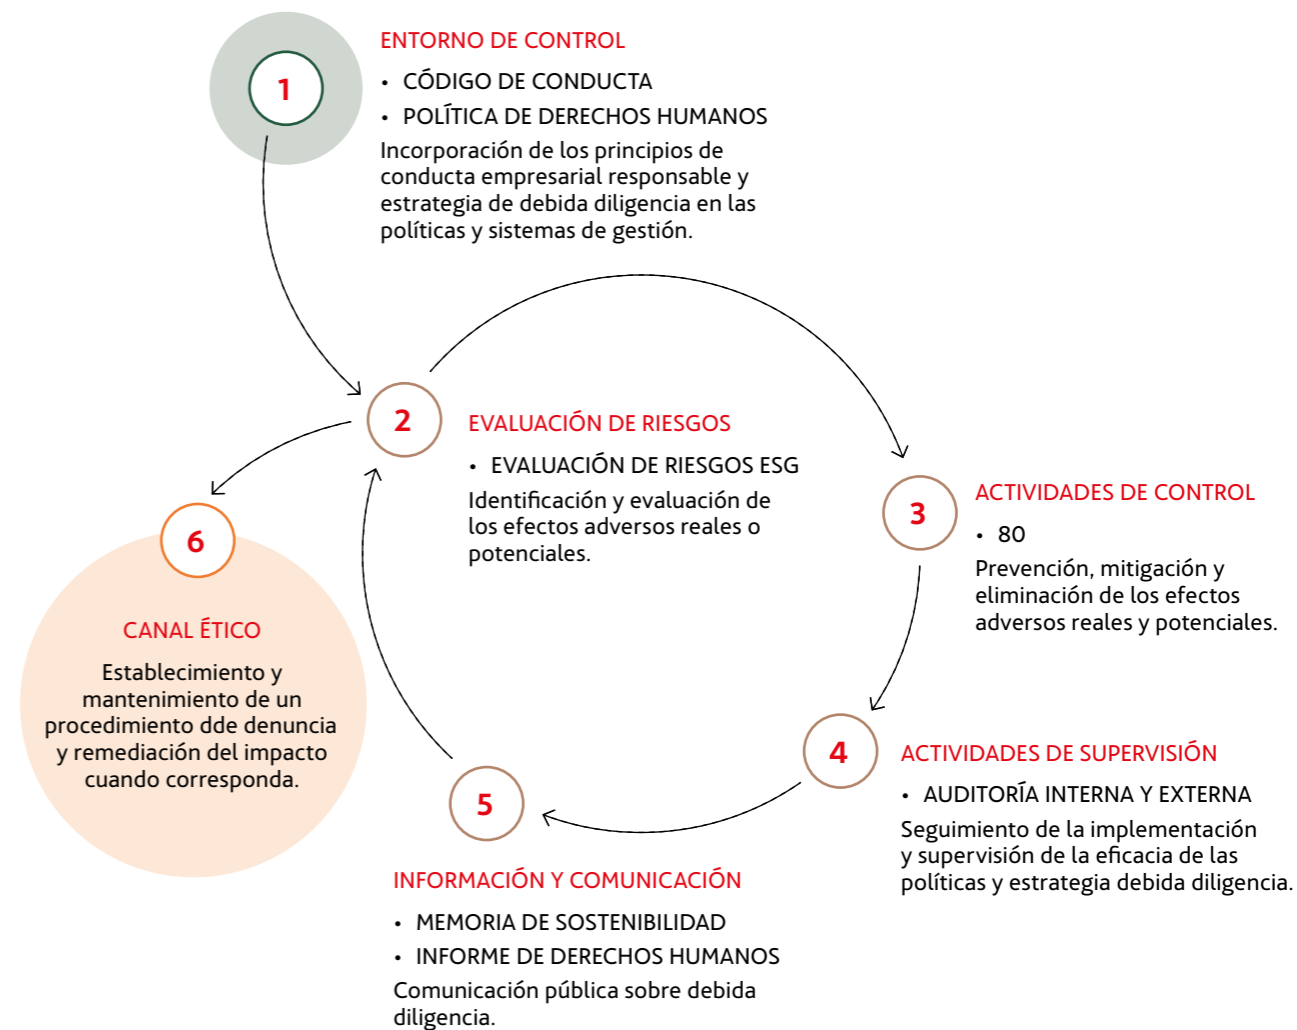 1
ENTORNO DE CONTROL
• CÓDIGO DE CONDUCTA
• POLÍTICA DE DERECHOS HUMANOS
Incorporación de los principios de
conducta empresarial responsable y
estrategia de debida diligencia en las
políticas y sistemas de gestión.
2
EVALUACIÓN DE RIESGOS
• EVALUACIÓN DE RIESGOS ESG
Identificación y evaluación de
los efectos adversos reales o
potenciales.
3
ACTIVIDADES DE CONTROL
• 80
Prevención, mitigación y
eliminación de los efectos
adversos reales y potenciales.
4
ACTIVIDADES DE SUPERVISIÓN
• AUDITORÍA INTERNA Y EXTERNA
Seguimiento de la implementación
y supervisión de la eficacia de las
políticas y estrategia debida diligencia.
5
INFORMACIÓN Y COMUNICACIÓN
• MEMORIA DE SOSTENIBILIDAD
• INFORME DE DERECHOS HUMANOS
Comunicación pública sobre debida
diligencia.
6
CANAL ÉTICO
Establecimiento y
mantenimiento de un
procedimiento dde denuncia
y remediación del impacto
cuando corresponda.